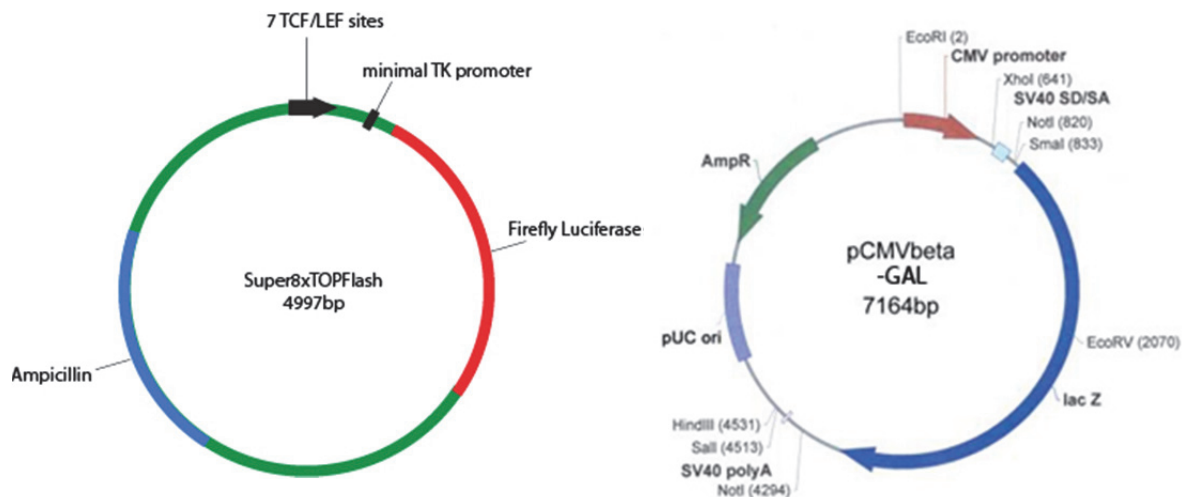 7 TCF/LEF sites
minimal TK promoter
Firefly Luciferase
Super8xTOPFlash
4997bp
Ampicillin
EcoRI (2)
CMV promoter
XhoI (641)
SV40 SD/SA
NotI (820)
SmaI (833)
AmpR
pCMVbeta
-GAL
7164bp
pUC ori
EcoRV (2070)
lac Z
HindIII (4531)
SalI (4513)
SV40 polyA
NotI (4294)